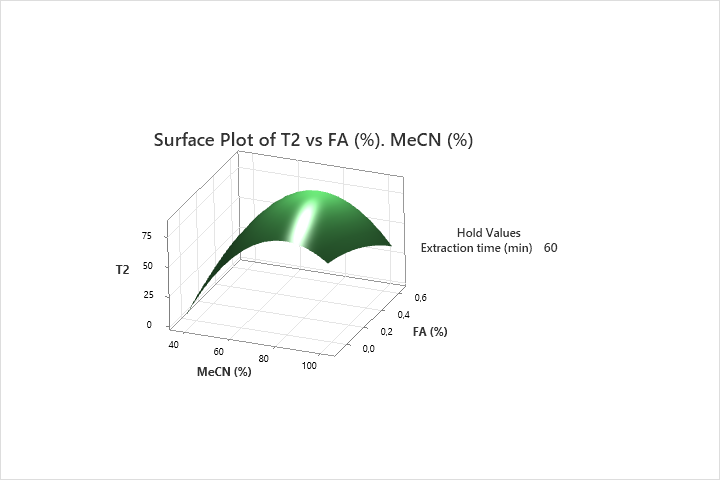 Surface Plot of T2 vs FA (%). MeCN (%)
Hold Values
Extraction time (min) 60
75
50
25
0
T2
40
60
80
100
MeCN (%)
0,0
0,2
0,4
0,6
FA (%)